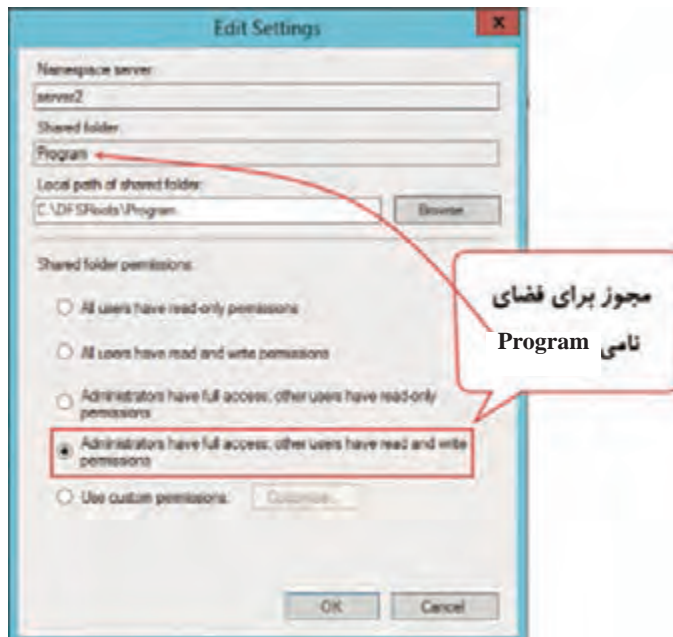 Edit Settings
x
Namespace server:
server2
Shared folder:
Program
Local path of shared folder:
C:\DFSRoots\Program
Browse...
Shared folder permissions:
All users have read-only permissions
All users have read and write permissions
Administrators have full access; other users have read-only
permissions
Administrators have full access; other users have read and write
permissions
Use custom permissions:
Customize...
OK
Cancel
مجوز برای فضای
نامی Program